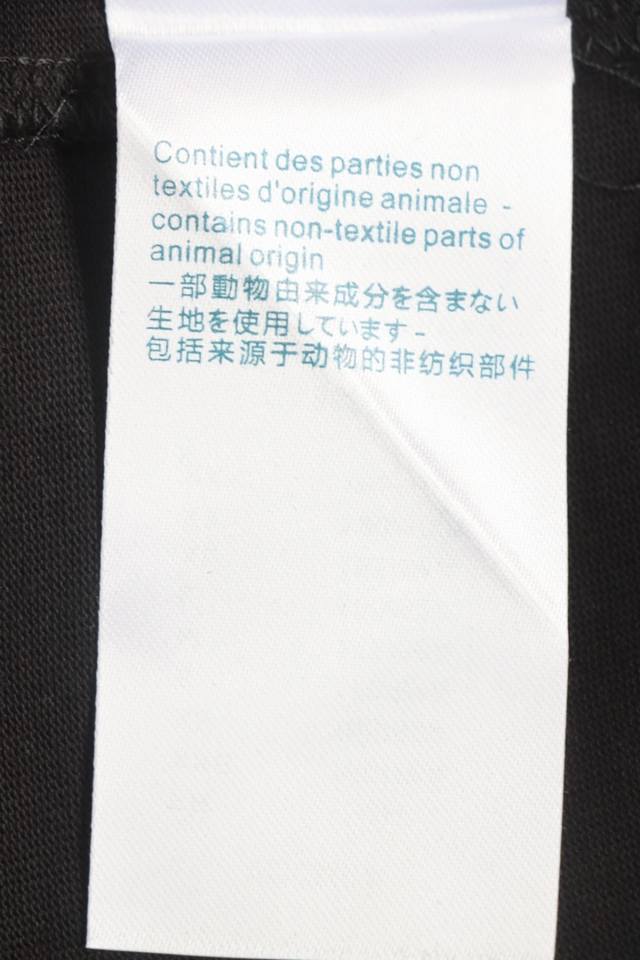 Contient des parties non
textiles d'origine animale -
contains non-textile parts of
animal origin
一部動物由来成分を含まない
生地を使用しています -
包括来源于动物的非纺织部件